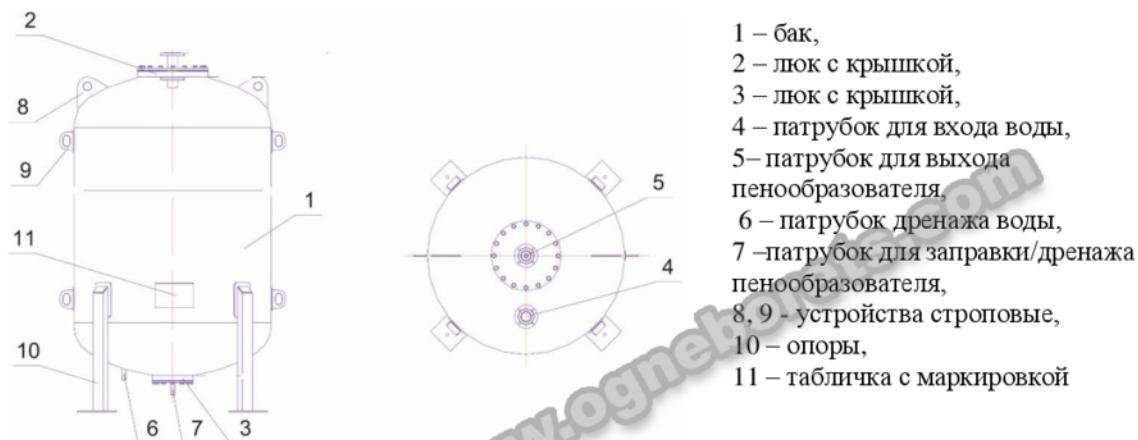 2
8
9
11
10
1
6 7 3
5
4
1 – бак,
2 – люк с крышкой,
3 – люк с крышкой,
4 – патрубок для входа воды,
5– патрубок для выхода
пенообразователя,
6 – патрубок дренажа воды,
7 –патрубок для заправки/дренажа
пенообразователя,
8, 9 - устройства строповые,
10 – опоры,
11 – табличка с маркировкой
www.ogneborets.com